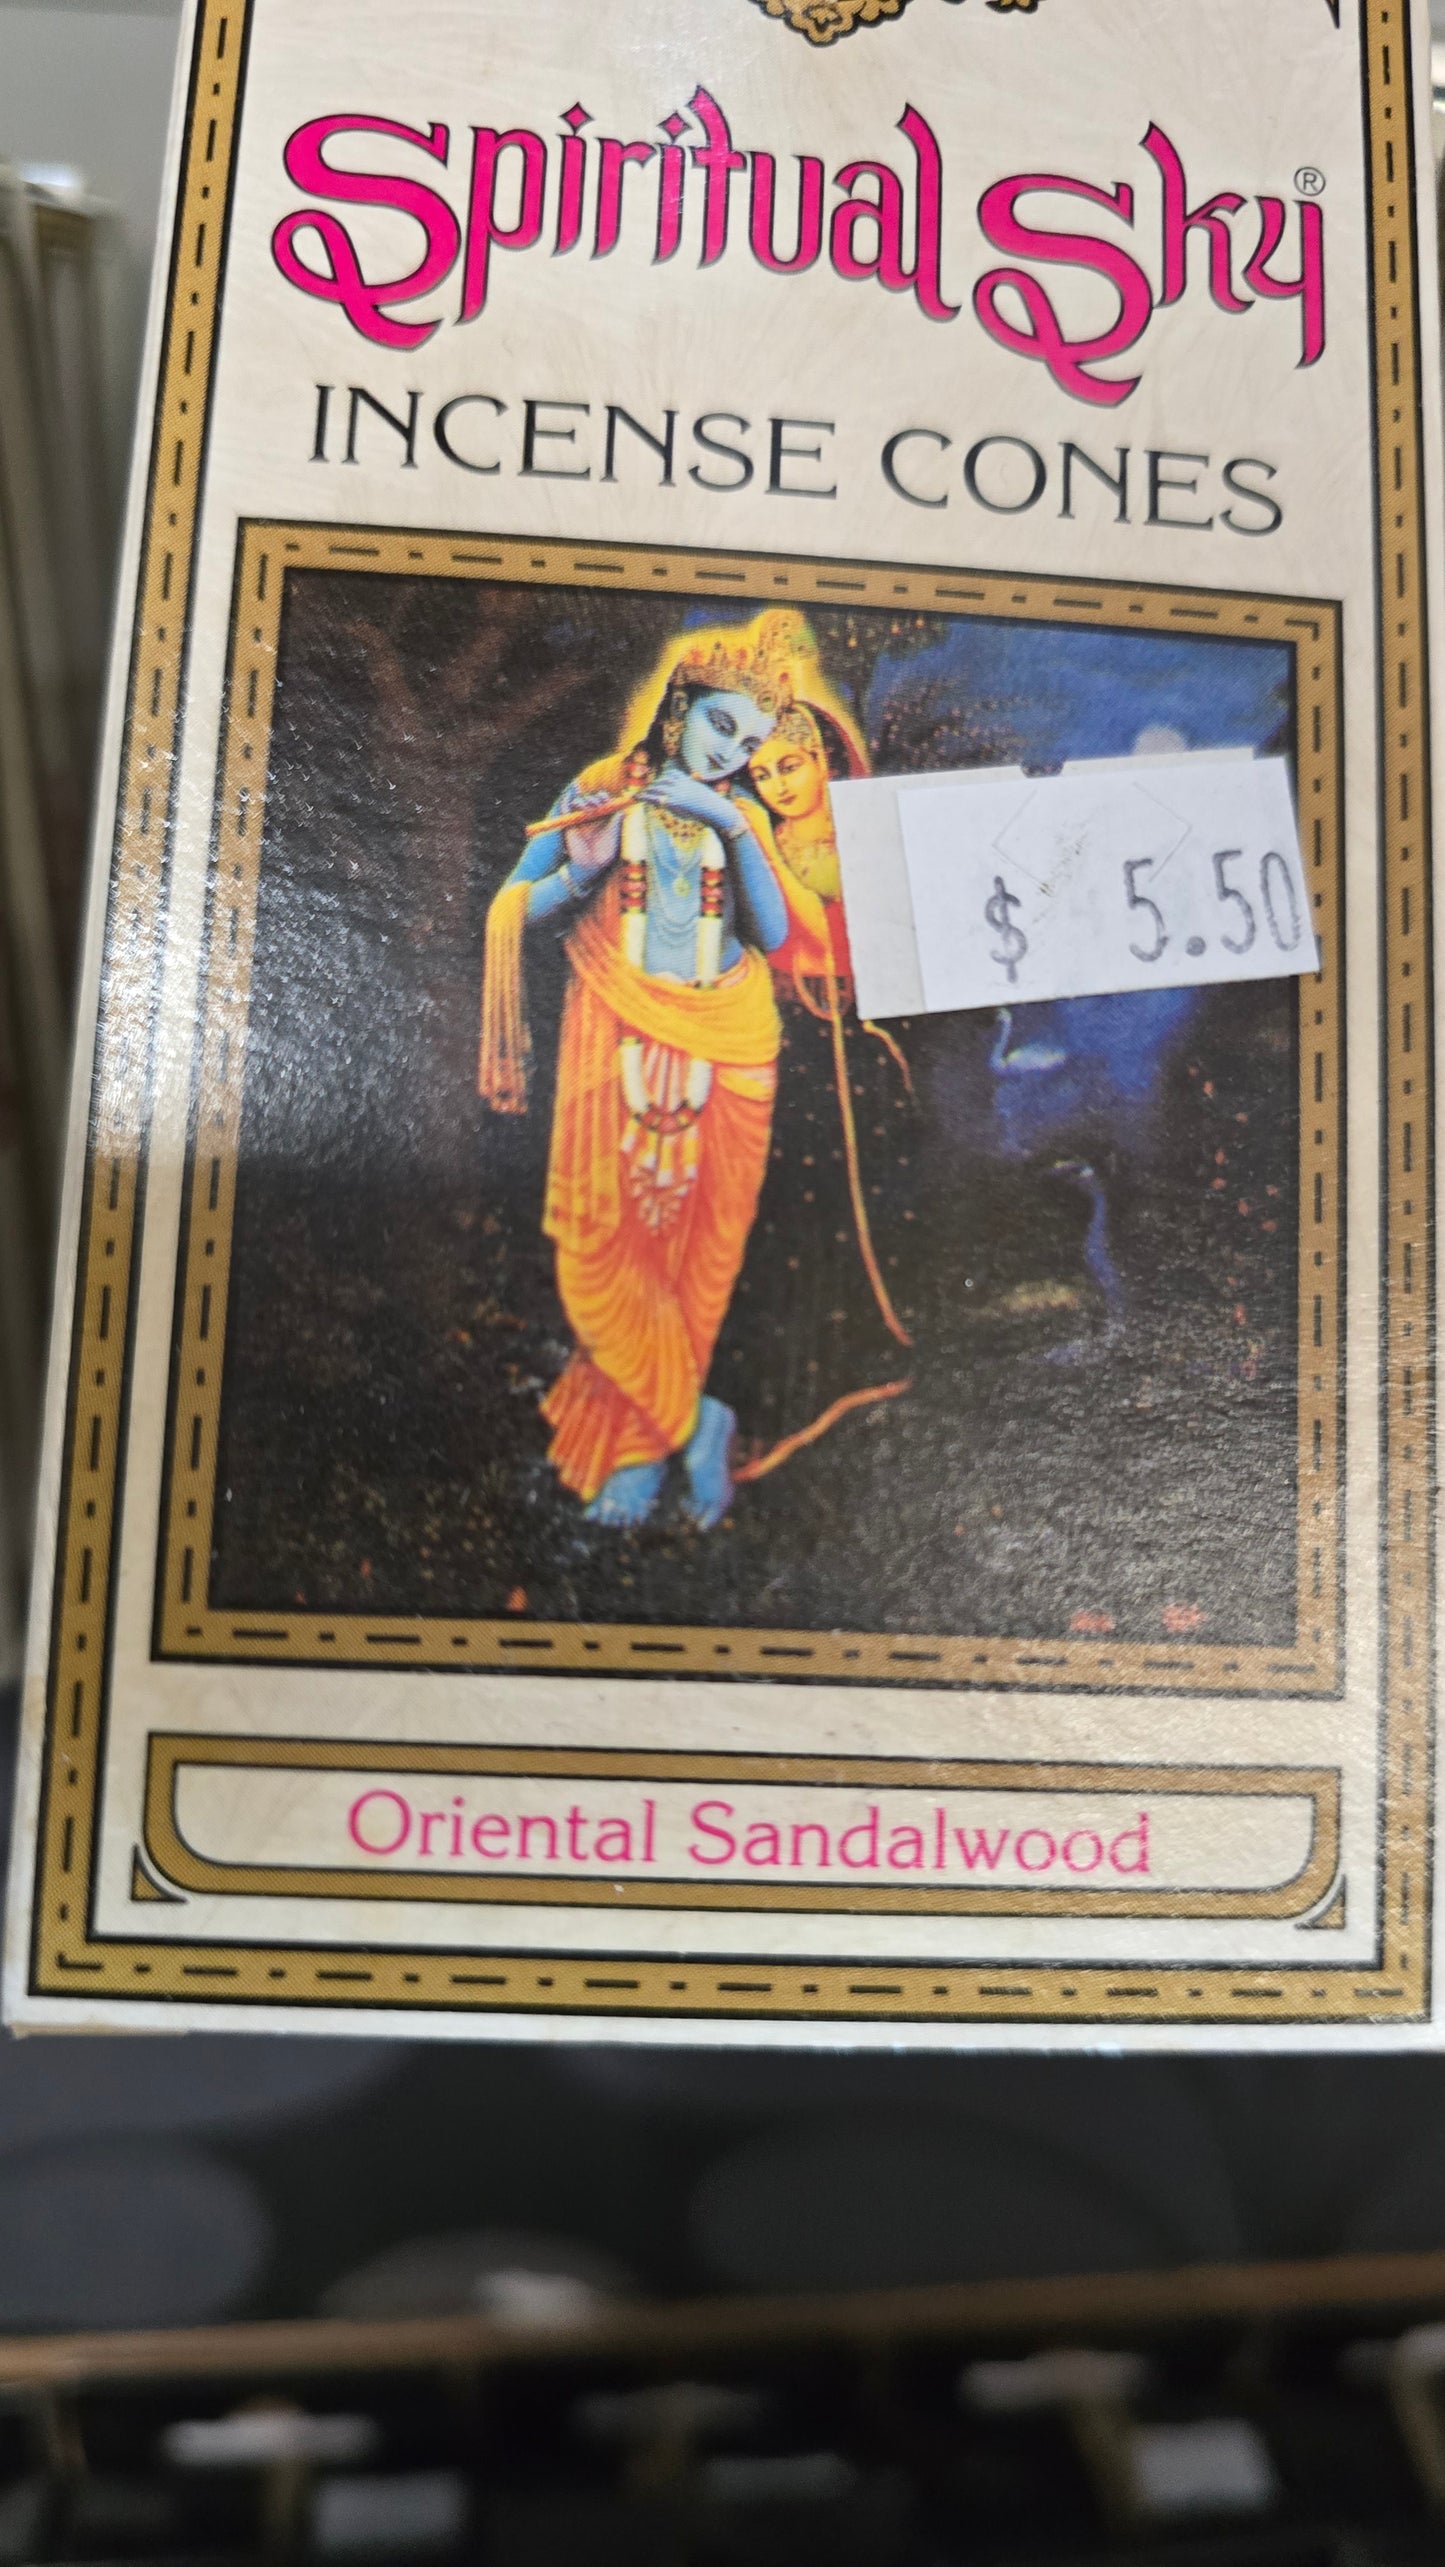 Spiritual Sky®
INCENSE CONES
$ 5.50
Oriental Sandalwood